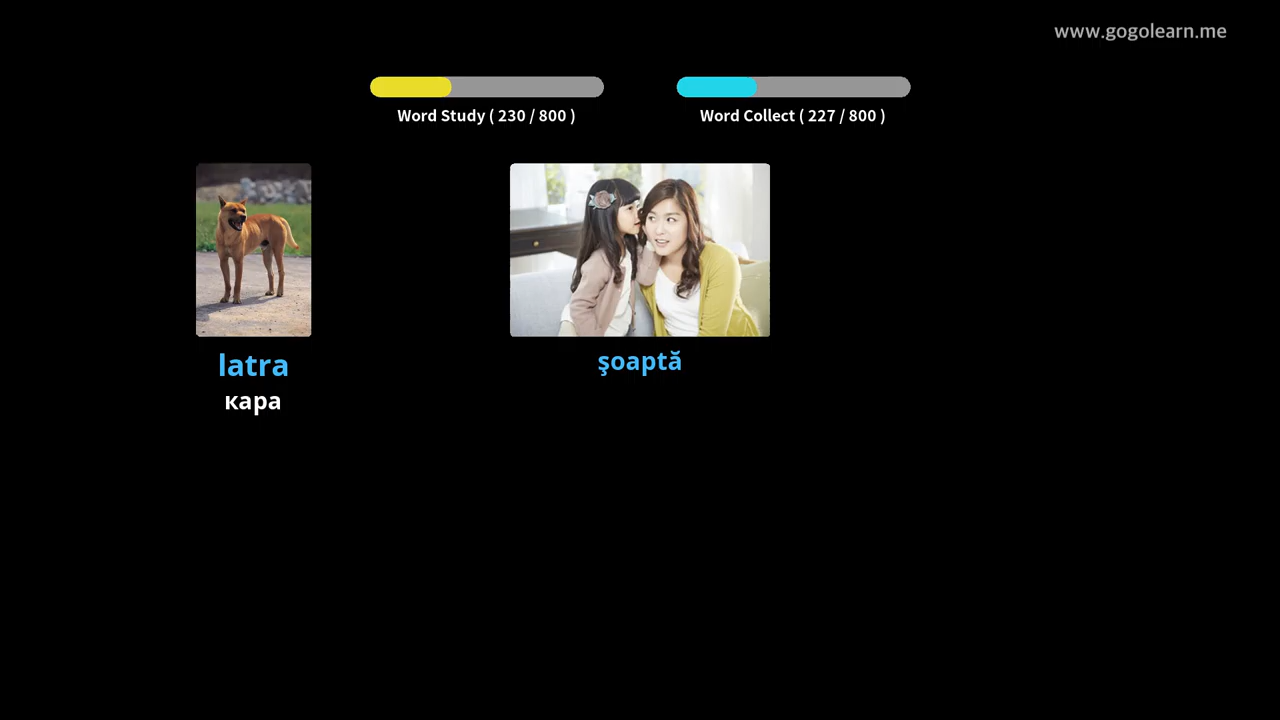 www.gogolearn.me
Word Study ( 230 / 800 )
Word Collect ( 227 / 800 )
latra
кара
şoaptă